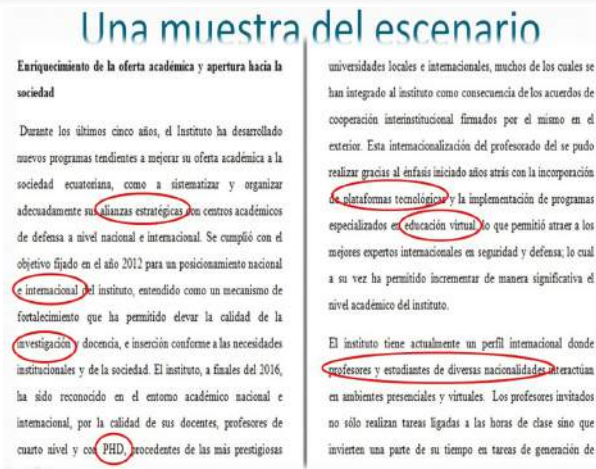 Una muestra del escenario
Enriquecimiento de la oferta académica y apertura hacia la
sociedad
Durante los últimos cinco años, el Instituto ha desarrollado
nuevos programas tendientes a mejorar su oferta académica a la
sociedad ecuatoriana, como a sistematizar y organizar
adecuadamente sus alianzas estratégicas con centros académicos
de defensa a nivel nacional e internacional. Se cumplió con el
objetivo fijado en el año 2012 para un posicionamiento nacional
e internacional del instituto, entendido como un mecanismo de
fortalecimiento que ha permitido elevar la calidad de la
investigación y docencia, e inserción conforme a las necesidades
institucionales y de la sociedad. El instituto, a finales del 2016,
ha sido reconocido en el entorno académico nacional e
internacional, por la calidad de sus docentes, profesores de
cuarto nivel y con PHD, procedentes de las más prestigiosas
universidades locales e internacionales, muchos de los cuales se
han integrado al instituto como consecuencia de los acuerdos de
cooperación interinstitucional firmados por el mismo en el
exterior. Esta internacionalización del profesorado del se pudo
realizar gracias al énfasis iniciado años atrás con la incorporación
de plataformas tecnológicas y la implementación de programas
especializados en educación virtual, lo que permitió atraer a los
mejores expertos internacionales en seguridad y defensa; lo cual
a su vez ha permitido incrementar de manera significativa el
nivel académico del instituto.
El instituto tiene actualmente un perfil internacional donde
profesores y estudiantes de diversas nacionalidades interactúan
en ambientes presenciales y virtuales. Los profesores invitados
no sólo realizan tareas ligadas a las horas de clase sino que
invierten una parte de su tiempo en tareas de generación de